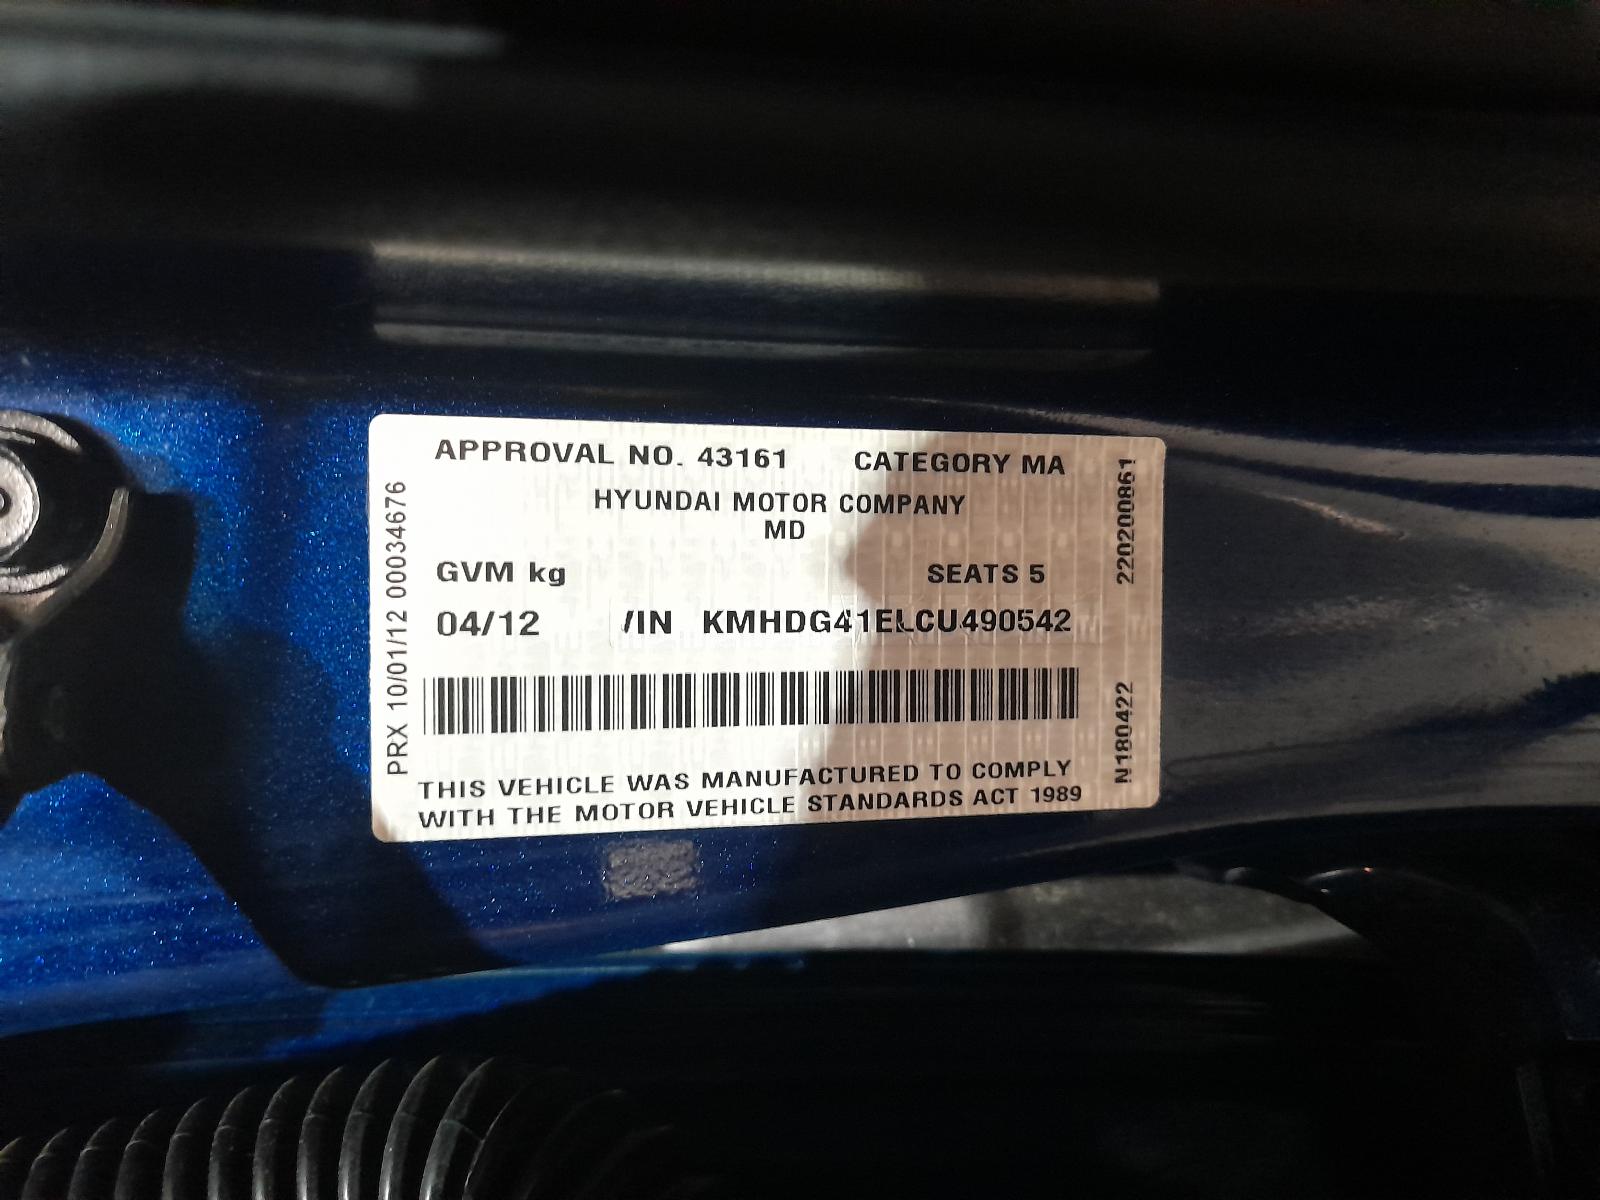 APPROVAL NO. 43161 CATEGORY MA
HYUNDAI MOTOR COMPANY
MD
GVM kg SEATS 5
04/12 /IN KMHDG41ELCU490542
THIS VEHICLE WAS MANUFACTURED TO COMPLY
WITH THE MOTOR VEHICLE STANDARDS ACT 1989
PRX 10/01/12 00034676
220200861
N180422